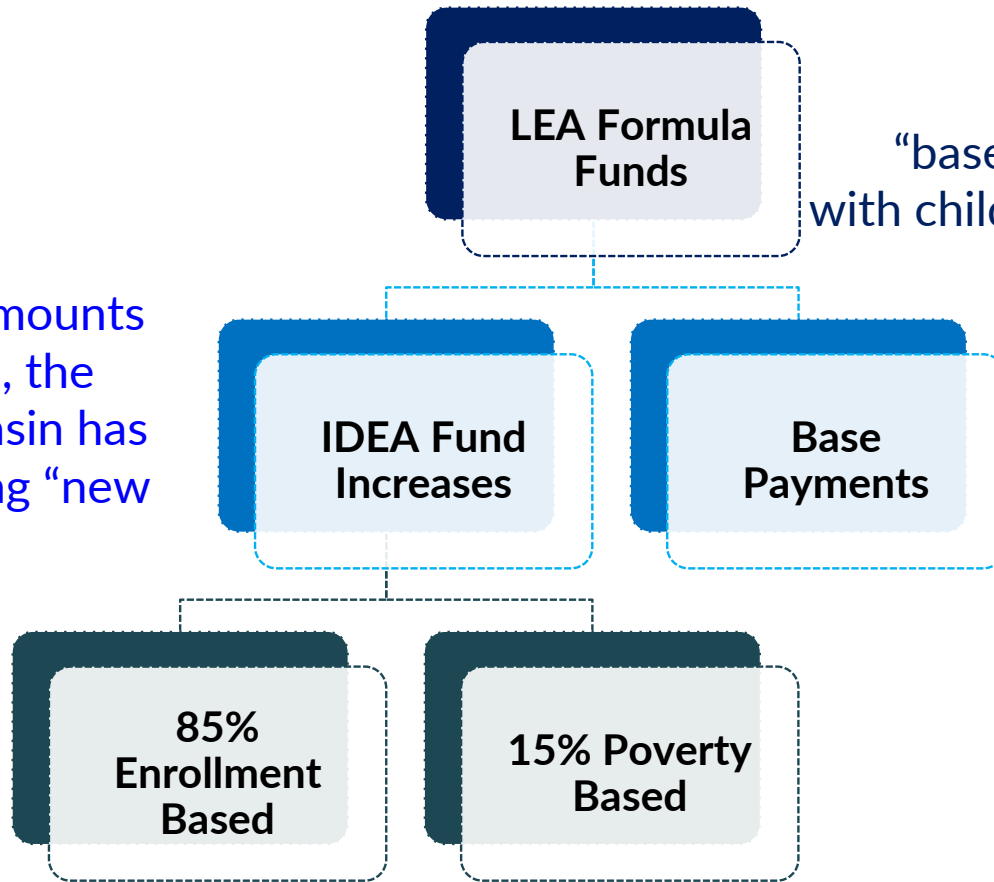 LEA Formula
Funds
“base
with child
mounts
, the
nsin has
ng “new
IDEA Fund
Increases
Base
Payments
85%
Enrollment
Based
15% Poverty
Based